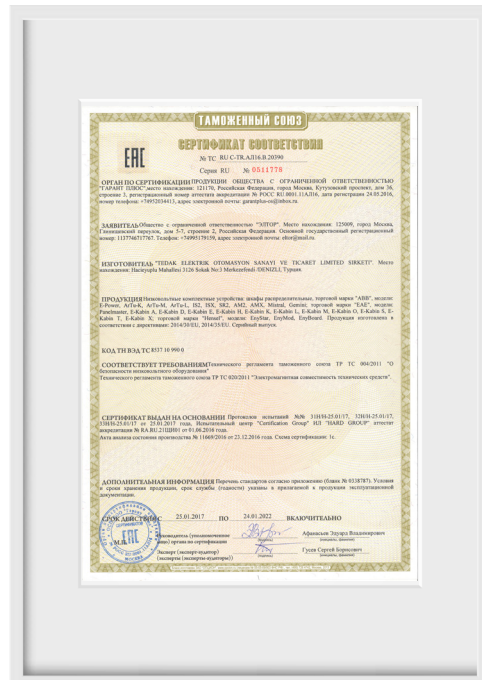 ТАМОЖЕННЫЙ СОЮЗ
ЕАС
СЕРТИФИКАТ СООТВЕТСТВИЯ
№ ТС RU C-TR.АЛ16.В.20390
Серия RU № 0511778
ОРГАН ПО СЕРТИФИКАЦИИ ПРОДУКЦИИ ОБЩЕСТВА С ОГРАНИЧЕННОЙ ОТВЕТСТВЕННОСТЬЮ
"ГАРАНТ ПЛЮС", место нахождения: 121170, Российская Федерация, город Москва, Кутузовский проспект, дом 36,
строение 3, регистрационный номер аттестата аккредитации № РОСС RU.0001.11АЛ16, дата регистрации 24.05.2016,
номер телефона: +74952034413, адрес электронной почты: garantplus-os@inbox.ru.
ЗАЯВИТЕЛЬ Общество с ограниченной ответственностью "ЭЛТОР". Место нахождения: 125009, город Москва,
Глинищевский переулок, дом 5-7, строение 2, Российская Федерация. Основной государственный регистрационный
номер: 1137746717767. Телефон: +74995179159, адрес электронной почты: eltor@mail.ru.
ИЗГОТОВИТЕЛЬ "TEDAK ELEKTRIK OTOMASYON SANAYI VE TICARET LIMITED SIRKETI". Место
нахождения: Haciеyupla Mahallesi 3126 Sokak No:3 Merkezefendi /DENIZLI, Турция.
ПРОДУКЦИЯ Низковольтные комплектные устройства: шкафы распределительные, торговой марки "ABB", модели:
E-Power, ArTu-K, ArTu-M, ArTu-L, IS2, ISX, SR2, AM2, AMX, Mistral, Gemini; торговой марки "EAE", модели:
Panelmaster, E-Kabin A, E-Kabin D, E-Kabin E, E-Kabin H, E-Kabin K, E-Kabin L, E-Kabin M, E-Kabin O, E-Kabin S, E-
Kabin T, E-Kabin X; торговой марки "Hensel", модели: EnyStar, EnyMod, EnyBoard. Продукция изготовлена в
соответствии с директивами: 2014/30/EU, 2014/35/EU. Серийный выпуск.
КОД ТН ВЭД ТС 8537 10 990 0
СООТВЕТСТВУЕТ ТРЕБОВАНИЯМ Технического регламента таможенного союза ТР ТС 004/2011 "О
безопасности низковольтного оборудования"
Технического регламента таможенного союза ТР ТС 020/2011 "Электромагнитная совместимость технических средств".
СЕРТИФИКАТ ВЫДАН НА ОСНОВАНИИ Протоколов испытаний №№ 31Н/Н-25.01/17, 32Н/Н-25.01/17,
33Н/Н-25.01/17 от 25.01.2017 года, Испытательный центр "Certification Group" ИЛ "HARD GROUP" аттестат
аккредитации № RA.RU.21ЩИ01 от 01.06.2016 года.
Акта анализа состояния производства № 11669/2016 от 23.12.2016 года. Схема сертификации: 1с.
ДОПОЛНИТЕЛЬНАЯ ИНФОРМАЦИЯ Перечень стандартов согласно приложению (бланк № 0338787). Условия
и сроки хранения продукции, срок службы (годности) указаны в прилагаемой к продукции эксплуатационной
документации.
СРОК ДЕЙСТВИЯ С 25.01.2017 ПО 24.01.2022 ВКЛЮЧИТЕЛЬНО
М.П.
Руководитель (уполномоченное
лицо) органа по сертификации
Афанасьев Эдуард Владимирович
Эксперт (эксперт-аудитор)
(эксперты (эксперты-аудиторы))
Гусев Сергей Борисович